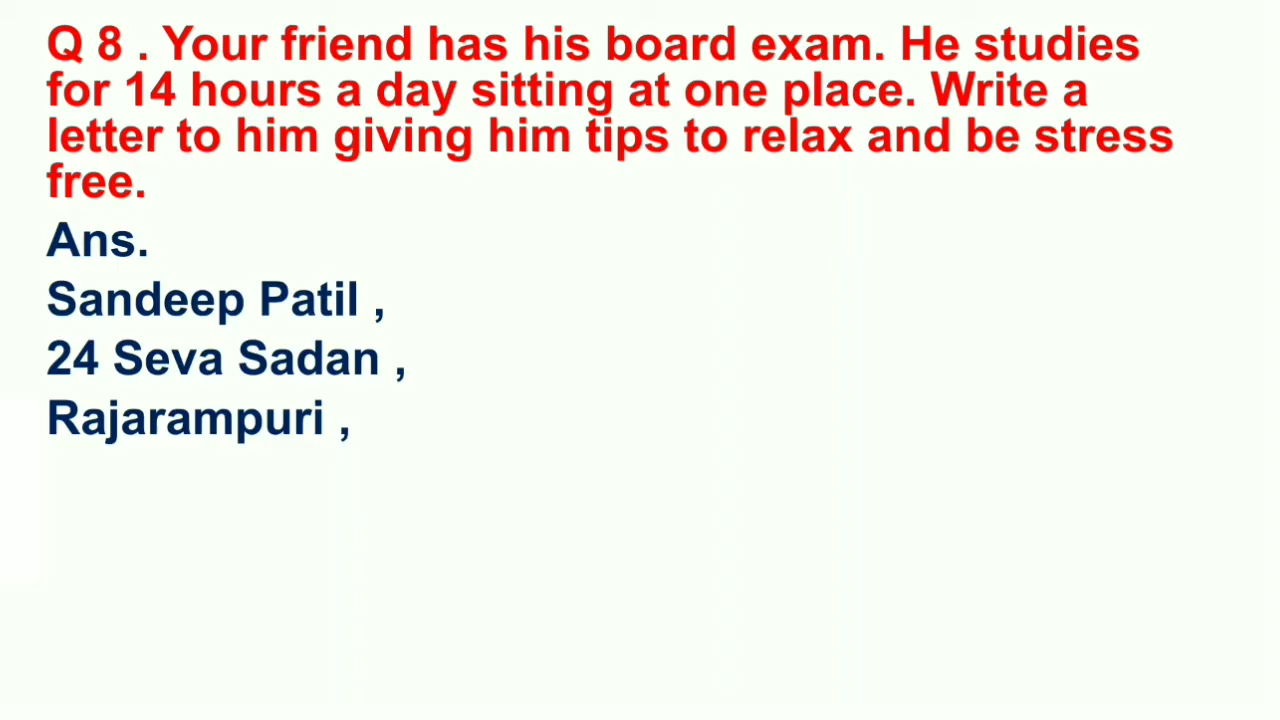 Q 8 . Your friend has his board exam. He studies
for 14 hours a day sitting at one place. Write a
letter to him giving him tips to relax and be stress
free.
Ans.
Sandeep Patil ,
24 Seva Sadan ,
Rajarampuri ,